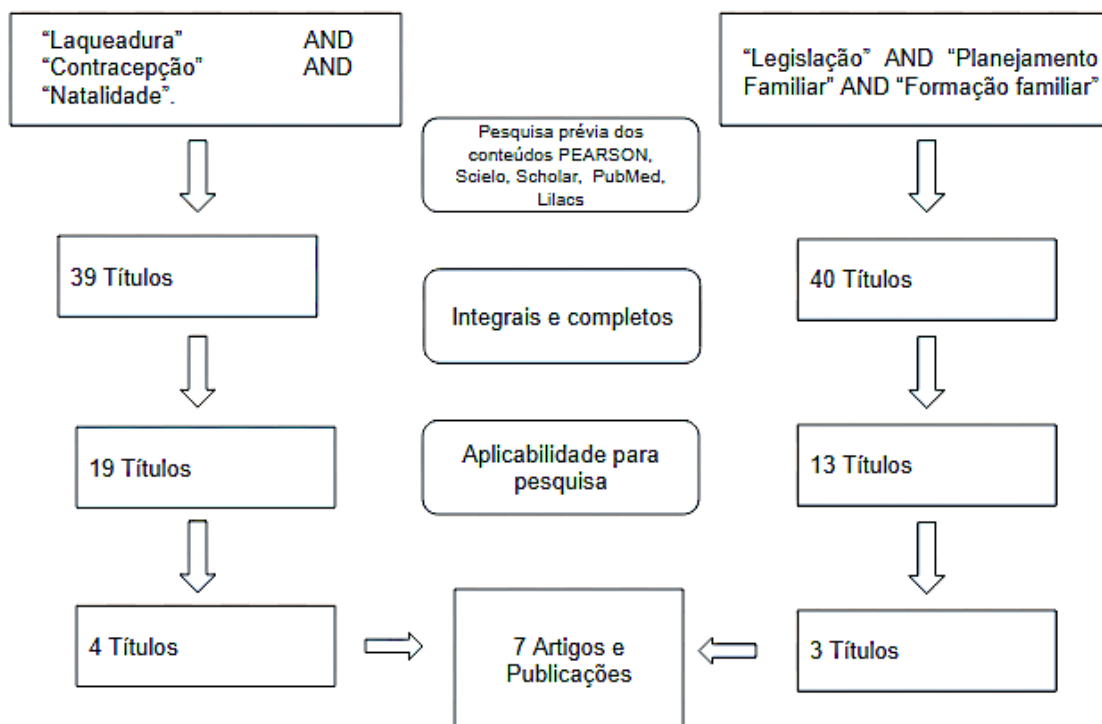 “Laqueadura” AND
“Contracepção” AND
“Natalidade”.
“Legislação” AND “Planejamento
Familiar” AND “Formação familiar”
Pesquisa prévia dos
conteúdos PEARSON,
Scielo, Scholar, PubMed,
Lilacs
39 Títulos
Integrais e completos
40 Títulos
19 Títulos
Aplicabilidade para
pesquisa
13 Títulos
4 Títulos
7 Artigos e
Publicações
3 Títulos